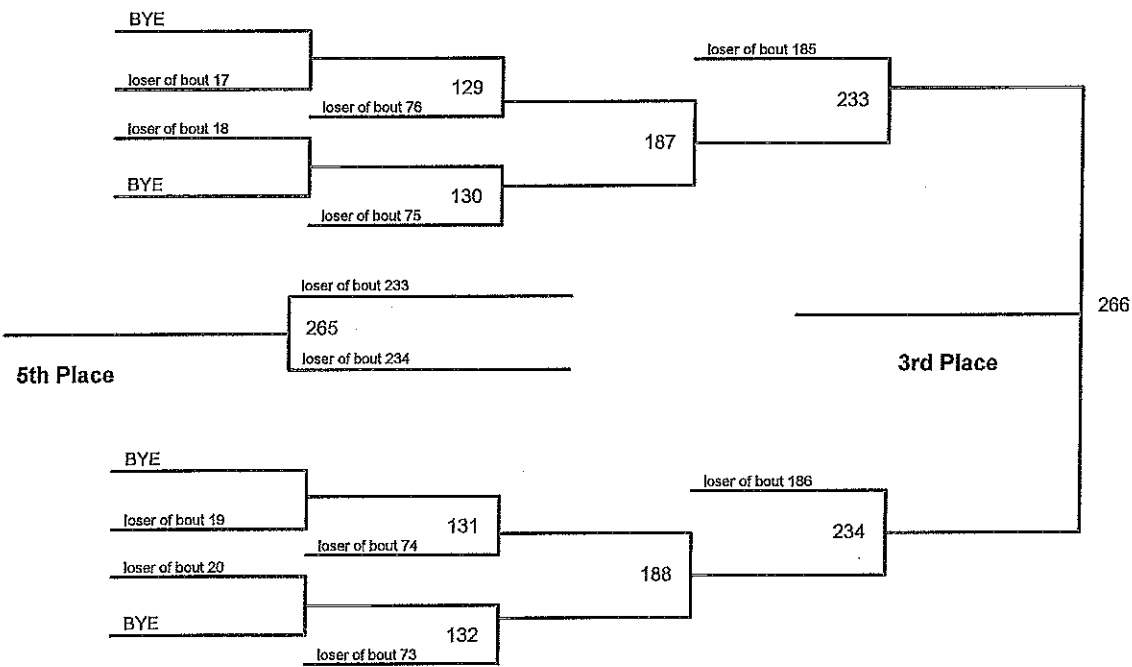 BYE
loser of bout 185
loser of bout 17
129
233
loser of bout 76
loser of bout 18
187
BYE
130
loser of bout 75
loser of bout 233
265
266
loser of bout 234
5th Place
3rd Place
BYE
loser of bout 186
loser of bout 19
131
234
loser of bout 74
loser of bout 20
188
BYE
132
loser of bout 73